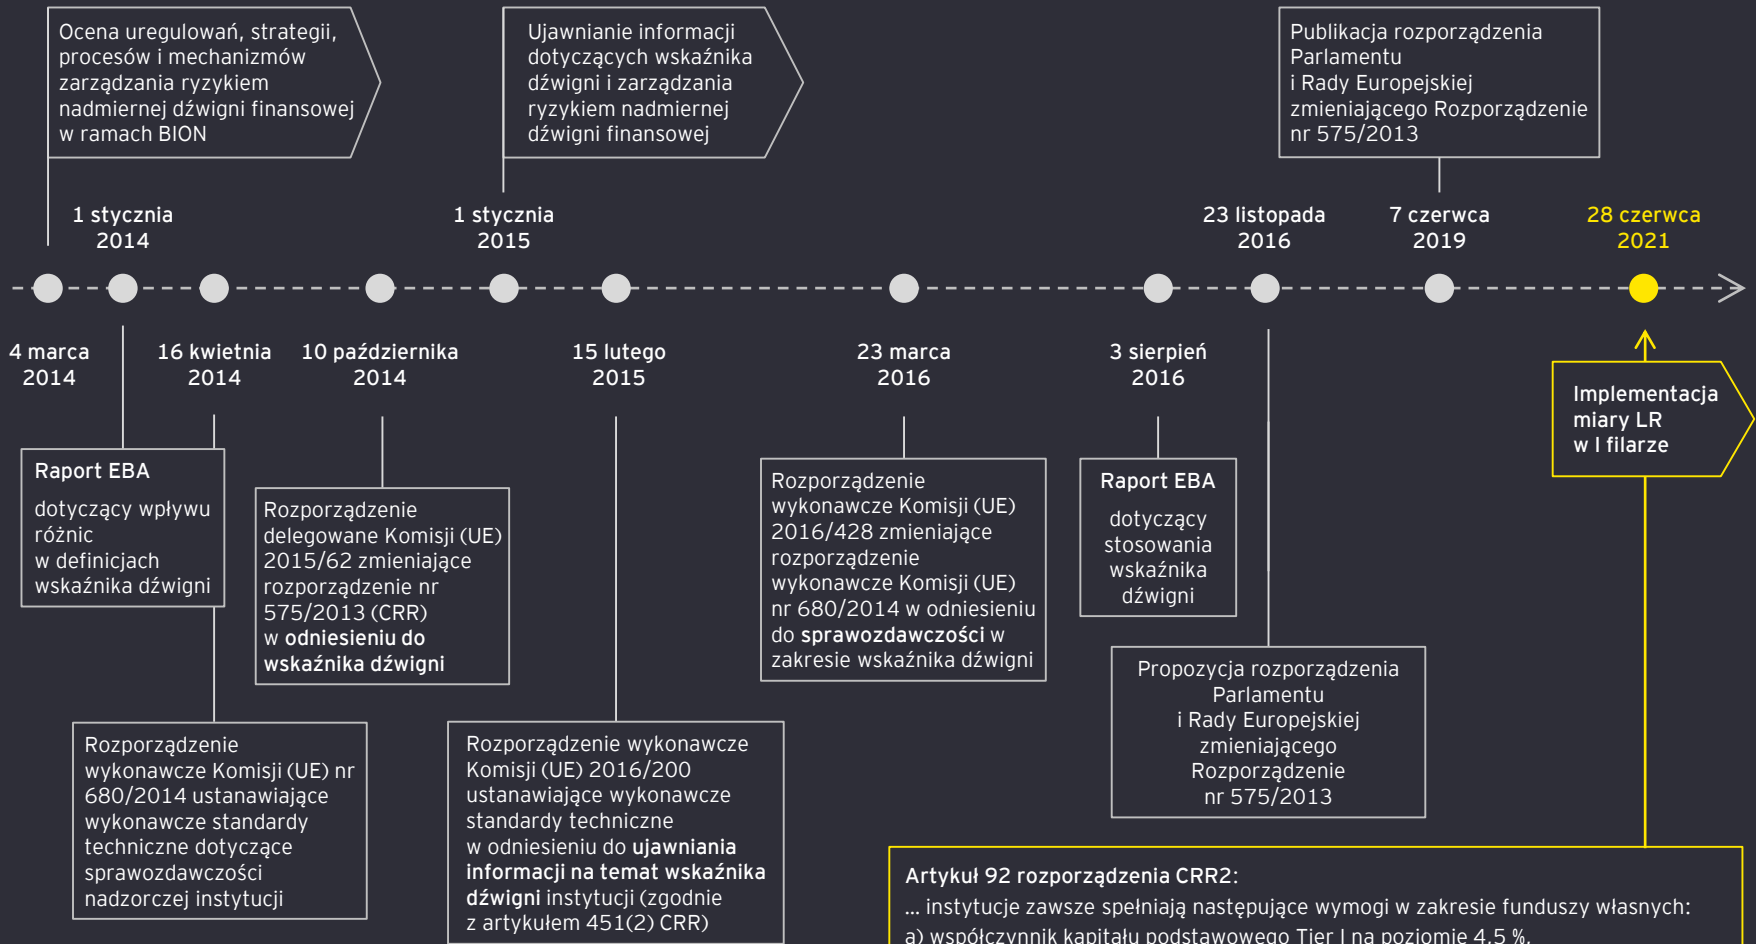 Ocena uregulowań, strategii,
procesów i mechanizmów
zarządzania ryzykiem
nadmiernej dźwigni finansowej
w ramach BION
Ujawnianie informacji
dotyczących wskaźnika
dźwigni i zarządzania
ryzykiem nadmiernej
dźwigni finansowej
Publikacja rozporządzenia
Parlamentu
i Rady Europejskiej
zmieniającego Rozporządzenie
nr 575/2013
1 stycznia
2014
1 stycznia
2015
23 listopada
2016
7 czerwca
2019
28 czerwca
2021
4 marca
2014
16 kwietnia
2014
10 października
2014
15 lutego
2015
23 marca
2016
3 sierpień
2016
Implementacja
miary LR
w I filarze
Raport EBA
dotyczący wpływu
różnic
w definicjach
wskaźnika dźwigni
Rozporządzenie
delegowane Komisji (UE)
2015/62 zmieniające
rozporządzenie nr
575/2013 (CRR)
w odniesieniu do
wskaźnika dźwigni
Rozporządzenie
wykonawcze Komisji (UE)
2016/428 zmieniające
rozporządzenie
wykonawcze Komisji (UE)
nr 680/2014 w odniesieniu
do sprawozdawczości w
zakresie wskaźnika dźwigni
Raport EBA
dotyczący
stosowania
wskaźnika
dźwigni
Propozycja rozporządzenia
Parlamentu
i Rady Europejskiej
zmieniającego
Rozporządzenie
nr 575/2013
Rozporządzenie
wykonawcze Komisji (UE) nr
680/2014 ustanawiające
wykonawcze standardy
techniczne dotyczące
sprawozdawczości
nadzorczej instytucji
Rozporządzenie wykonawcze
Komisji (UE) 2016/200
ustanawiające wykonawcze
standardy techniczne
w odniesieniu do ujawniania
informacji na temat wskaźnika
dźwigni instytucji (zgodnie
z artykułem 451(2) CRR)
Artykuł 92 rozporządzenia CRR2:
... instytucje zawsze spełniają następujące wymogi w zakresie funduszy własnych:
a) współczynnik kapitału podstawowego Tier I na poziomie 4,5 %,